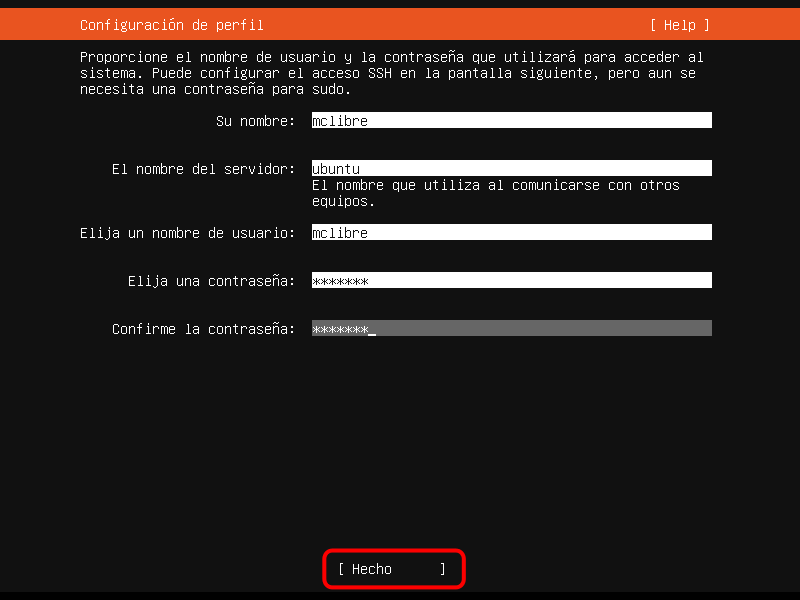 Configuración de perfil [ Help ]
Proporcione el nombre de usuario y la contraseña que utilizará para acceder al
sistema. Puede configurar el acceso SSH en la pantalla siguiente, pero aun se
necesita una contraseña para sudo.
Su nombre: mclibre
El nombre del servidor: ubuntu
El nombre que utiliza al comunicarse con otros
equipos.
Elija un nombre de usuario: mclibre
Elija una contraseña: *******
Confirme la contraseña: *******_
[ Hecho ]